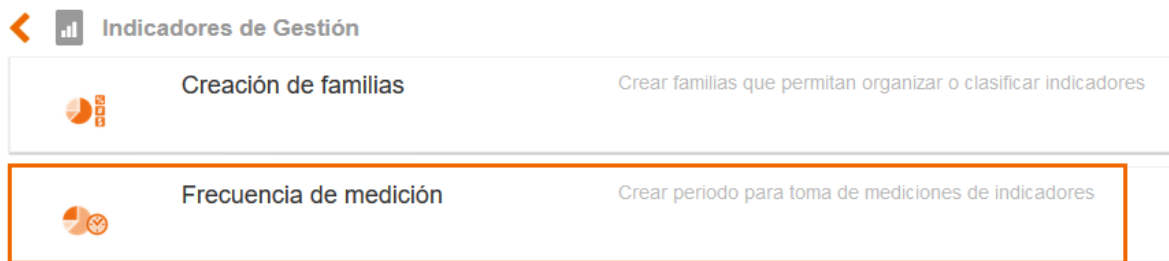 Indicadores de Gestión
Creación de familias
Crear familias que permitan organizar o clasificar indicadores
Frecuencia de medición
Crear periodo para toma de mediciones de indicadores